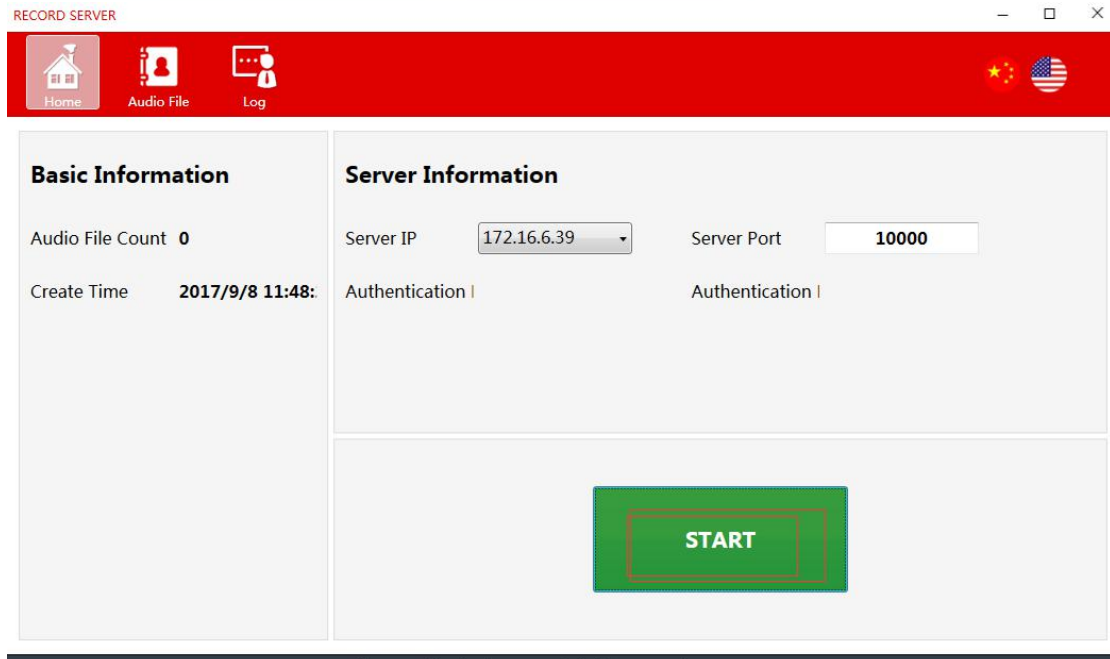 RECORD SERVER
Home
Audio File
Log
Basic Information
Audio File Count 0
Create Time 2017/9/8 11:48:
Server Information
Server IP 172.16.6.39
Server Port 10000
Authentication
Authentication
START